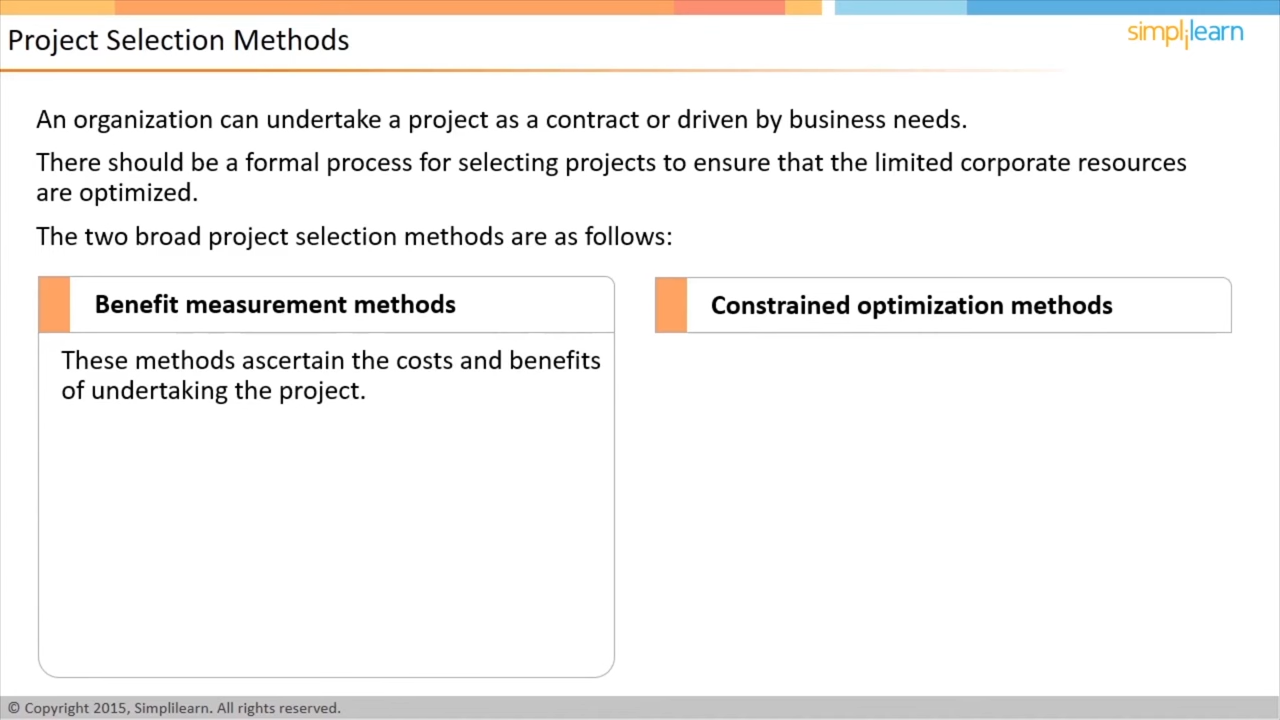 Project Selection Methods
simplilearn
An organization can undertake a project as a contract or driven by business needs.
There should be a formal process for selecting projects to ensure that the limited corporate resources
are optimized.
The two broad project selection methods are as follows:
Benefit measurement methods
These methods ascertain the costs and benefits
of undertaking the project.
Constrained optimization methods
© Copyright 2015, Simplilearn. All rights reserved.